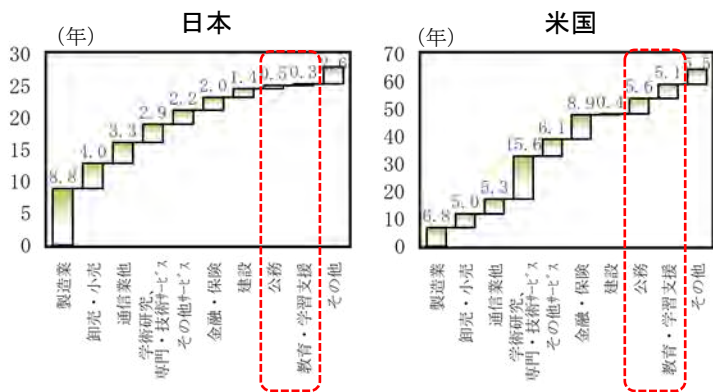 日本
(年)
30
25
20
15
10
5
0
8.8
4.0
3.3
2.9
2.2
2.0
1.4
0.5
0.3
2.6
製造業
卸売・小売
通信業他
学術研究、
専門・技術ｻｰﾋﾞｽ
その他ｻｰﾋﾞｽ
金融・保険
建設
公務
教育・学習支援
その他
米国
(年)
70
60
50
40
30
20
10
0
6.8
5.0
5.3
15.6
6.1
8.9
0.4
5.6
5.1
5.5
製造業
卸売・小売
通信業他
学術研究、
専門・技術ｻｰﾋﾞｽ
その他ｻｰﾋﾞｽ
金融・保険
建設
公務
教育・学習支援
その他